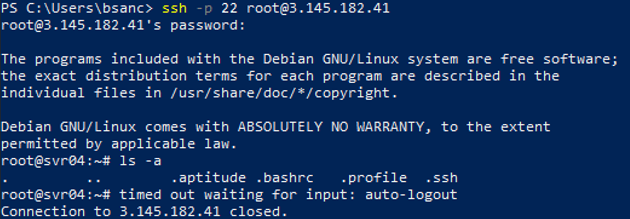 PS C:\Users\bsanc> ssh -p 22 root@3.145.182.41
root@3.145.182.41's password:

The programs included with the Debian GNU/Linux system are free software;
the exact distribution terms for each program are described in the
individual files in /usr/share/doc/*/copyright.

Debian GNU/Linux comes with ABSOLUTELY NO WARRANTY, to the extent
permitted by applicable law.
root@svr04:~# ls -a
.          ..        .aptitude .bashrc   .profile  .ssh
root@svr04:~# timed out waiting for input: auto-logout
Connection to 3.145.182.41 closed.